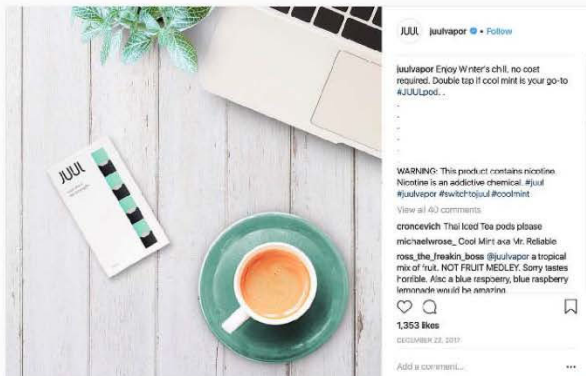 JUUL
JUUL juulvapor • Follow
juulvapor Enjoy Winter's chill, no coat
required. Double tap if cool mint is your go-to
#JUULpod. .
.
.
.
.
.
WARNING: This product contains nicotine.
Nicotine is an addictive chemical. #juul
#juulvapor #switchtojuul #coolmint
View all 40 comments
croncevich Thai Iced Tea pods please
michaelwrose_ Cool Mint aka Mr. Reliable
ross_the_freakin_boss @juulvapor a tropical
mix of fruit. NOT FRUIT MEDLEY. Sorry tastes
horrible. Also a blue raspberry, blue raspberry
lemonade would be amazing
1,353 likes
DECEMBER 22, 2017
Add a comment...